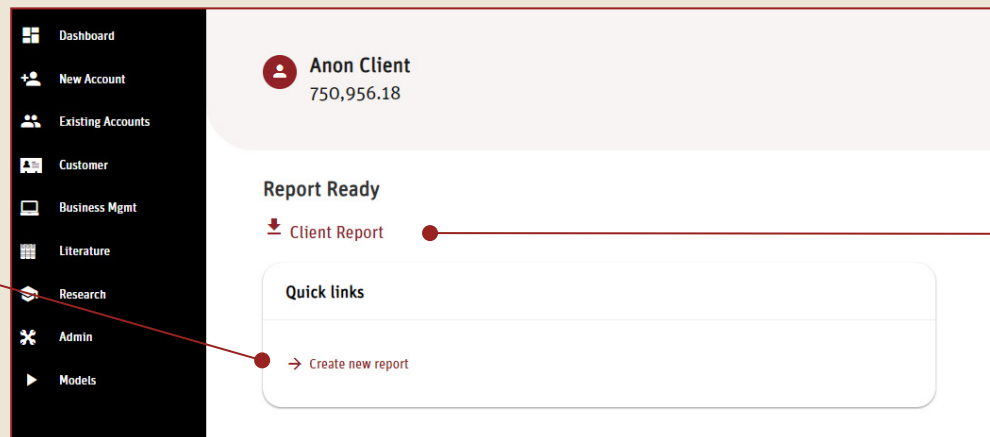 Dashboard
New Account
Existing Accounts
Customer
Business Mgmt
Literature
Research
Admin
Models
Anon Client
750,956.18
Report Ready
Client Report
Quick links
Create new report